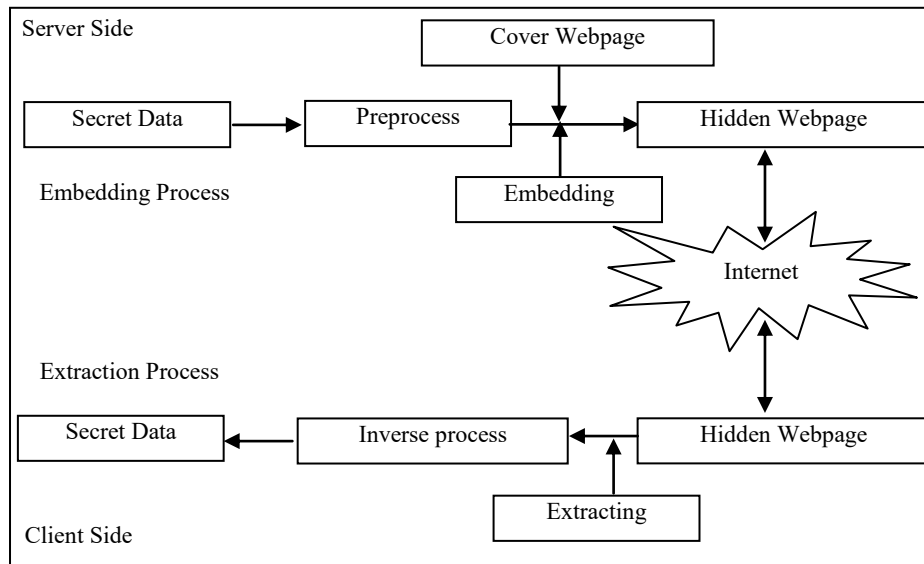 Server Side
Cover Webpage
Secret Data
Preprocess
Hidden Webpage
Embedding Process
Embedding
Internet
Extraction Process
Secret Data
Inverse process
Hidden Webpage
Extracting
Client Side